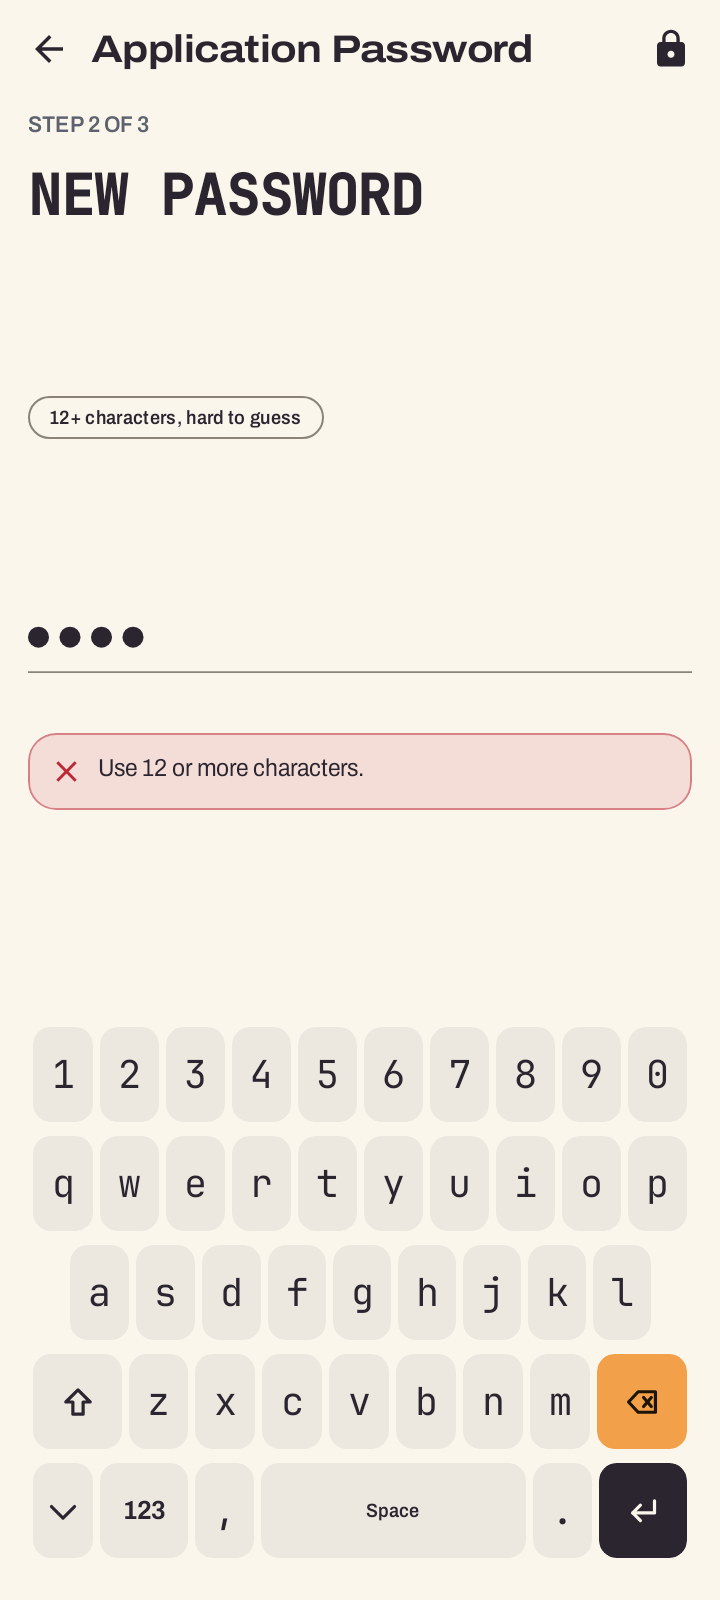 Application Password
STEP 2 OF 3
NEW PASSWORD
12+ characters, hard to guess
Use 12 or more characters.
1 2 3 4 5 6 7 8 9 0
q w e r t y u i o p
a s d f g h j k l
z x c v b n m
123 , Space .